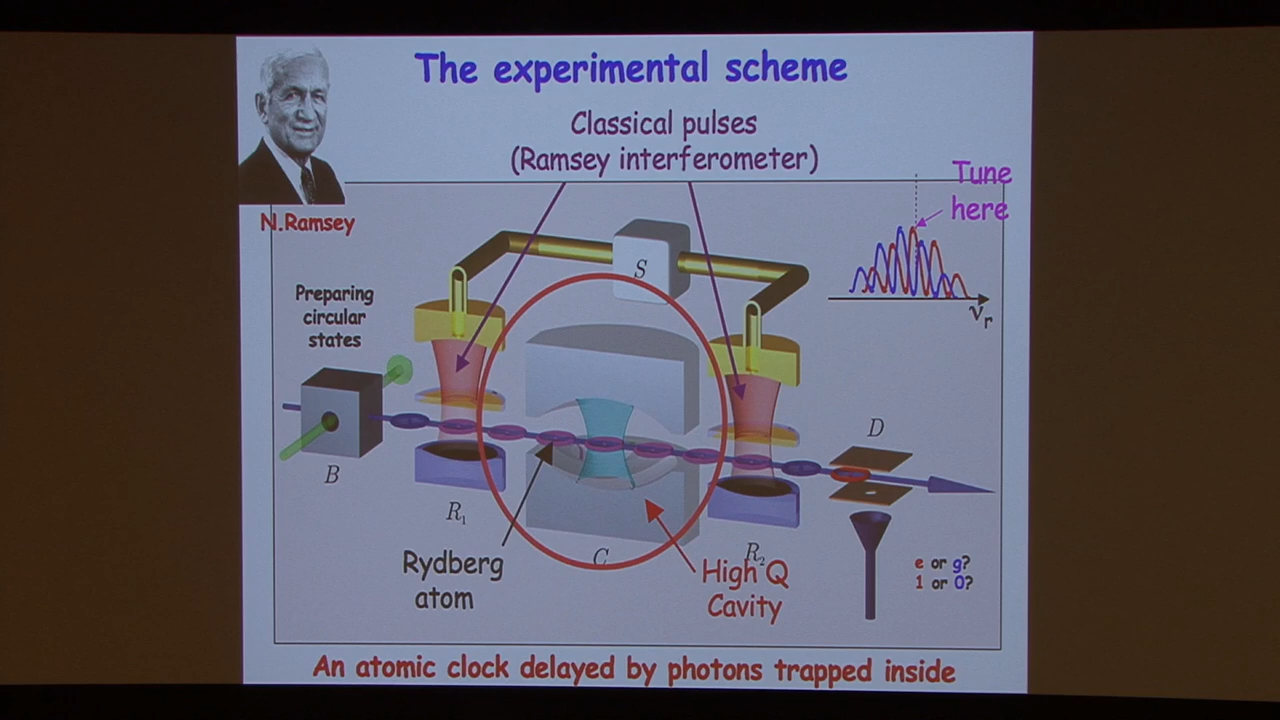 The experimental scheme
Classical pulses
(Ramsey interferometer)
Tune
here
N.Ramsey
S
νr
Preparing
circular
states
B
R1
D
Rydberg
atom
C
R2
High Q
Cavity
e or g?
1 or 0?
An atomic clock delayed by photons trapped inside